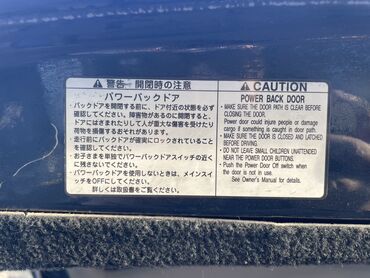 ⚠ 警告 開閉時の注意
パワーバックドア
・バックドアを開閉する前に、ドア付近の状態を必ず
確認してください。障害物があるのに開閉すると、
ドアにはさまれたりして人が重大な傷害を受けたり
荷物を損傷するおそれがあります。
・走行前にバックドアが確実にロックされていること
を確認してください。
・お子さまを単独でパワーバックドアスイッチの近く
に残さないでください。
・パワーバックドアを使用しないときは、メインスイ
ッチをOFFにしてください。
詳しくは取扱書をご覧ください。
⚠ CAUTION
POWER BACK DOOR
・MAKE SURE THE DOOR PATH IS CLEAR BEFORE
CLOSING THE DOOR.
Power door could injure people or damage
cargo if something is caught in door path.
・MAKE SURE THE DOOR IS CLOSED AND LATCHED
BEFORE DRIVING.
・DO NOT LEAVE SMALL CHILDREN UNATTENDED
NEAR THE POWER DOOR BUTTONS.
・Push the Power Door Off switch when
the door is not in use.
See Owner's Manual for details.